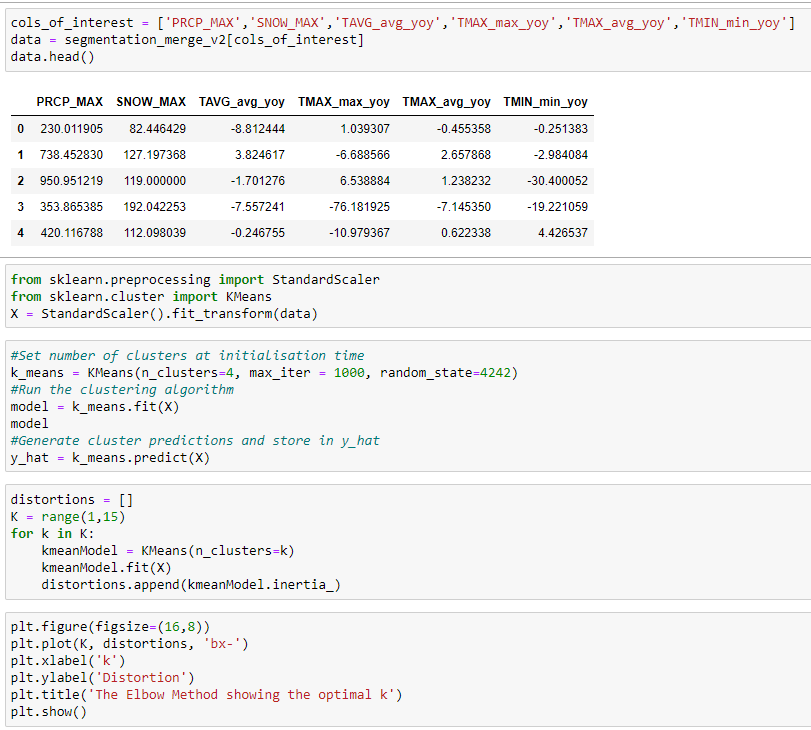 cols_of_interest = ['PRCP_MAX','SNOW_MAX','TAVG_avg_yoy','TMAX_max_yoy','TMAX_avg_yoy','TMIN_min_yoy']
data = segmentation_merge_v2[cols_of_interest]
data.head()
PRCP_MAX SNOW_MAX TAVG_avg_yoy TMAX_max_yoy TMAX_avg_yoy TMIN_min_yoy
0 230.011905 82.446429 -8.812444 1.039307 -0.455358 -0.251383
1 738.452830 127.197368 3.824617 -6.688566 2.657868 -2.984084
2 950.951219 119.000000 -1.701276 6.538884 1.238232 -30.400052
3 353.865385 192.042253 -7.557241 -76.181925 -7.145350 -19.221059
4 420.116788 112.098039 -0.246755 -10.979367 0.622338 4.426537
from sklearn.preprocessing import StandardScaler
from sklearn.cluster import KMeans
X = StandardScaler().fit_transform(data)
#Set number of clusters at initialisation time
k_means = KMeans(n_clusters=4, max_iter = 1000, random_state=4242)
#Run the clustering algorithm
model = k_means.fit(X)
model
#Generate cluster predictions and store in y_hat
y_hat = k_means.predict(X)
distortions = []
K = range(1,15)
for k in K:
    kmeanModel = KMeans(n_clusters=k)
    kmeanModel.fit(X)
    distortions.append(kmeanModel.inertia_)
plt.figure(figsize=(16,8))
plt.plot(K, distortions, 'bx-')
plt.xlabel('k')
plt.ylabel('Distortion')
plt.title('The Elbow Method showing the optimal k')
plt.show()